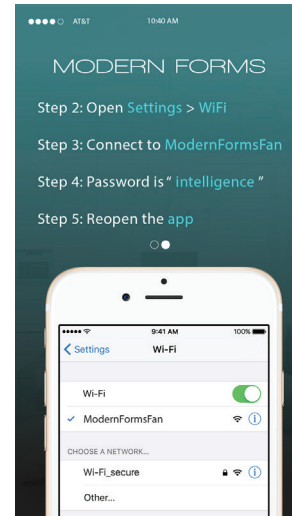 AT&T 10:40 AM
MODERN FORMS
Step 2: Open Settings > WiFi
Step 3: Connect to ModernFormsFan
Step 4: Password is “ intelligence ”
Step 5: Reopen the app
9:41 AM 100%
Settings Wi-Fi
Wi-Fi
ModernFormsFan
CHOOSE A NETWORK...
Wi-Fi_secure
Other...